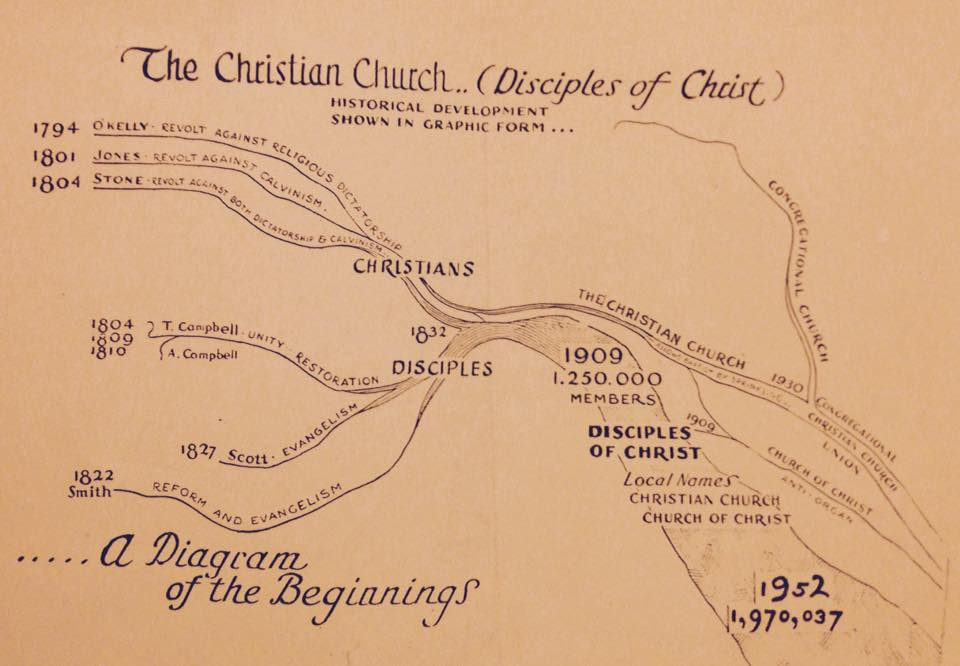 The Christian Church.. (Disciples of Christ)
HISTORICAL DEVELOPMENT
SHOWN IN GRAPHIC FORM ...
1794 O'KELLY - REVOLT AGAINST RELIGIOUS DICTATORSHIP
1801 JONES - REVOLT AGAINST CALVINISM.
1804 STONE - REVOLT AGAINST BOTH DICTATORSHIP & CALVINISM
CHRISTIANS
CONGREGATIONAL CHURCH
1804
1809
1810
T. Campbell - UNITY - RESTORATION
A. Campbell
1832
DISCIPLES
1827 Scott - EVANGELISM
1822
Smith
REFORM AND EVANGELISM
THE CHRISTIAN CHURCH
1930
CONGREGATIONAL
CHRISTIAN CHURCH
UNION
1909
1.250.000
MEMBERS
1909
CHURCH OF CHRIST
ANTI-ORGAN
DISCIPLES
OF CHRIST
Local Names
CHRISTIAN CHURCH
CHURCH OF CHRIST
1952
1,970,037
..... A Diagram
of the Beginnings